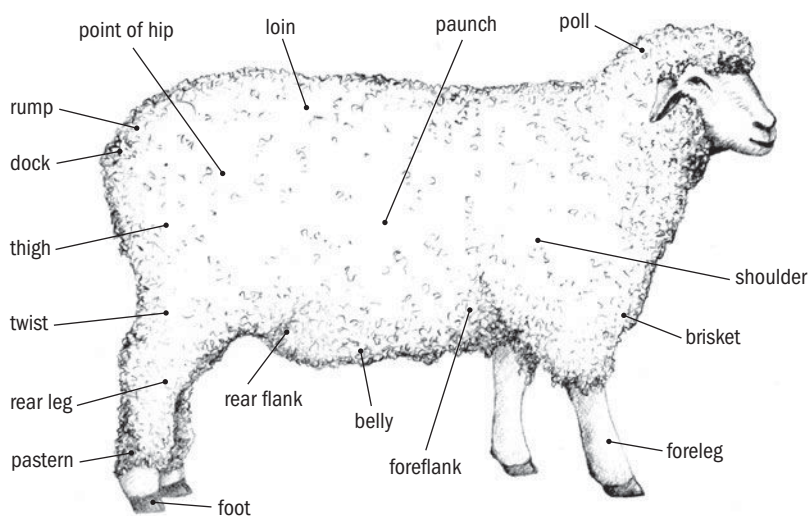 point of hip
loin
paunch
poll
rump
dock
thigh
shoulder
twist
brisket
rear leg
rear flank
belly
foreflank
foreleg
pastern
foot